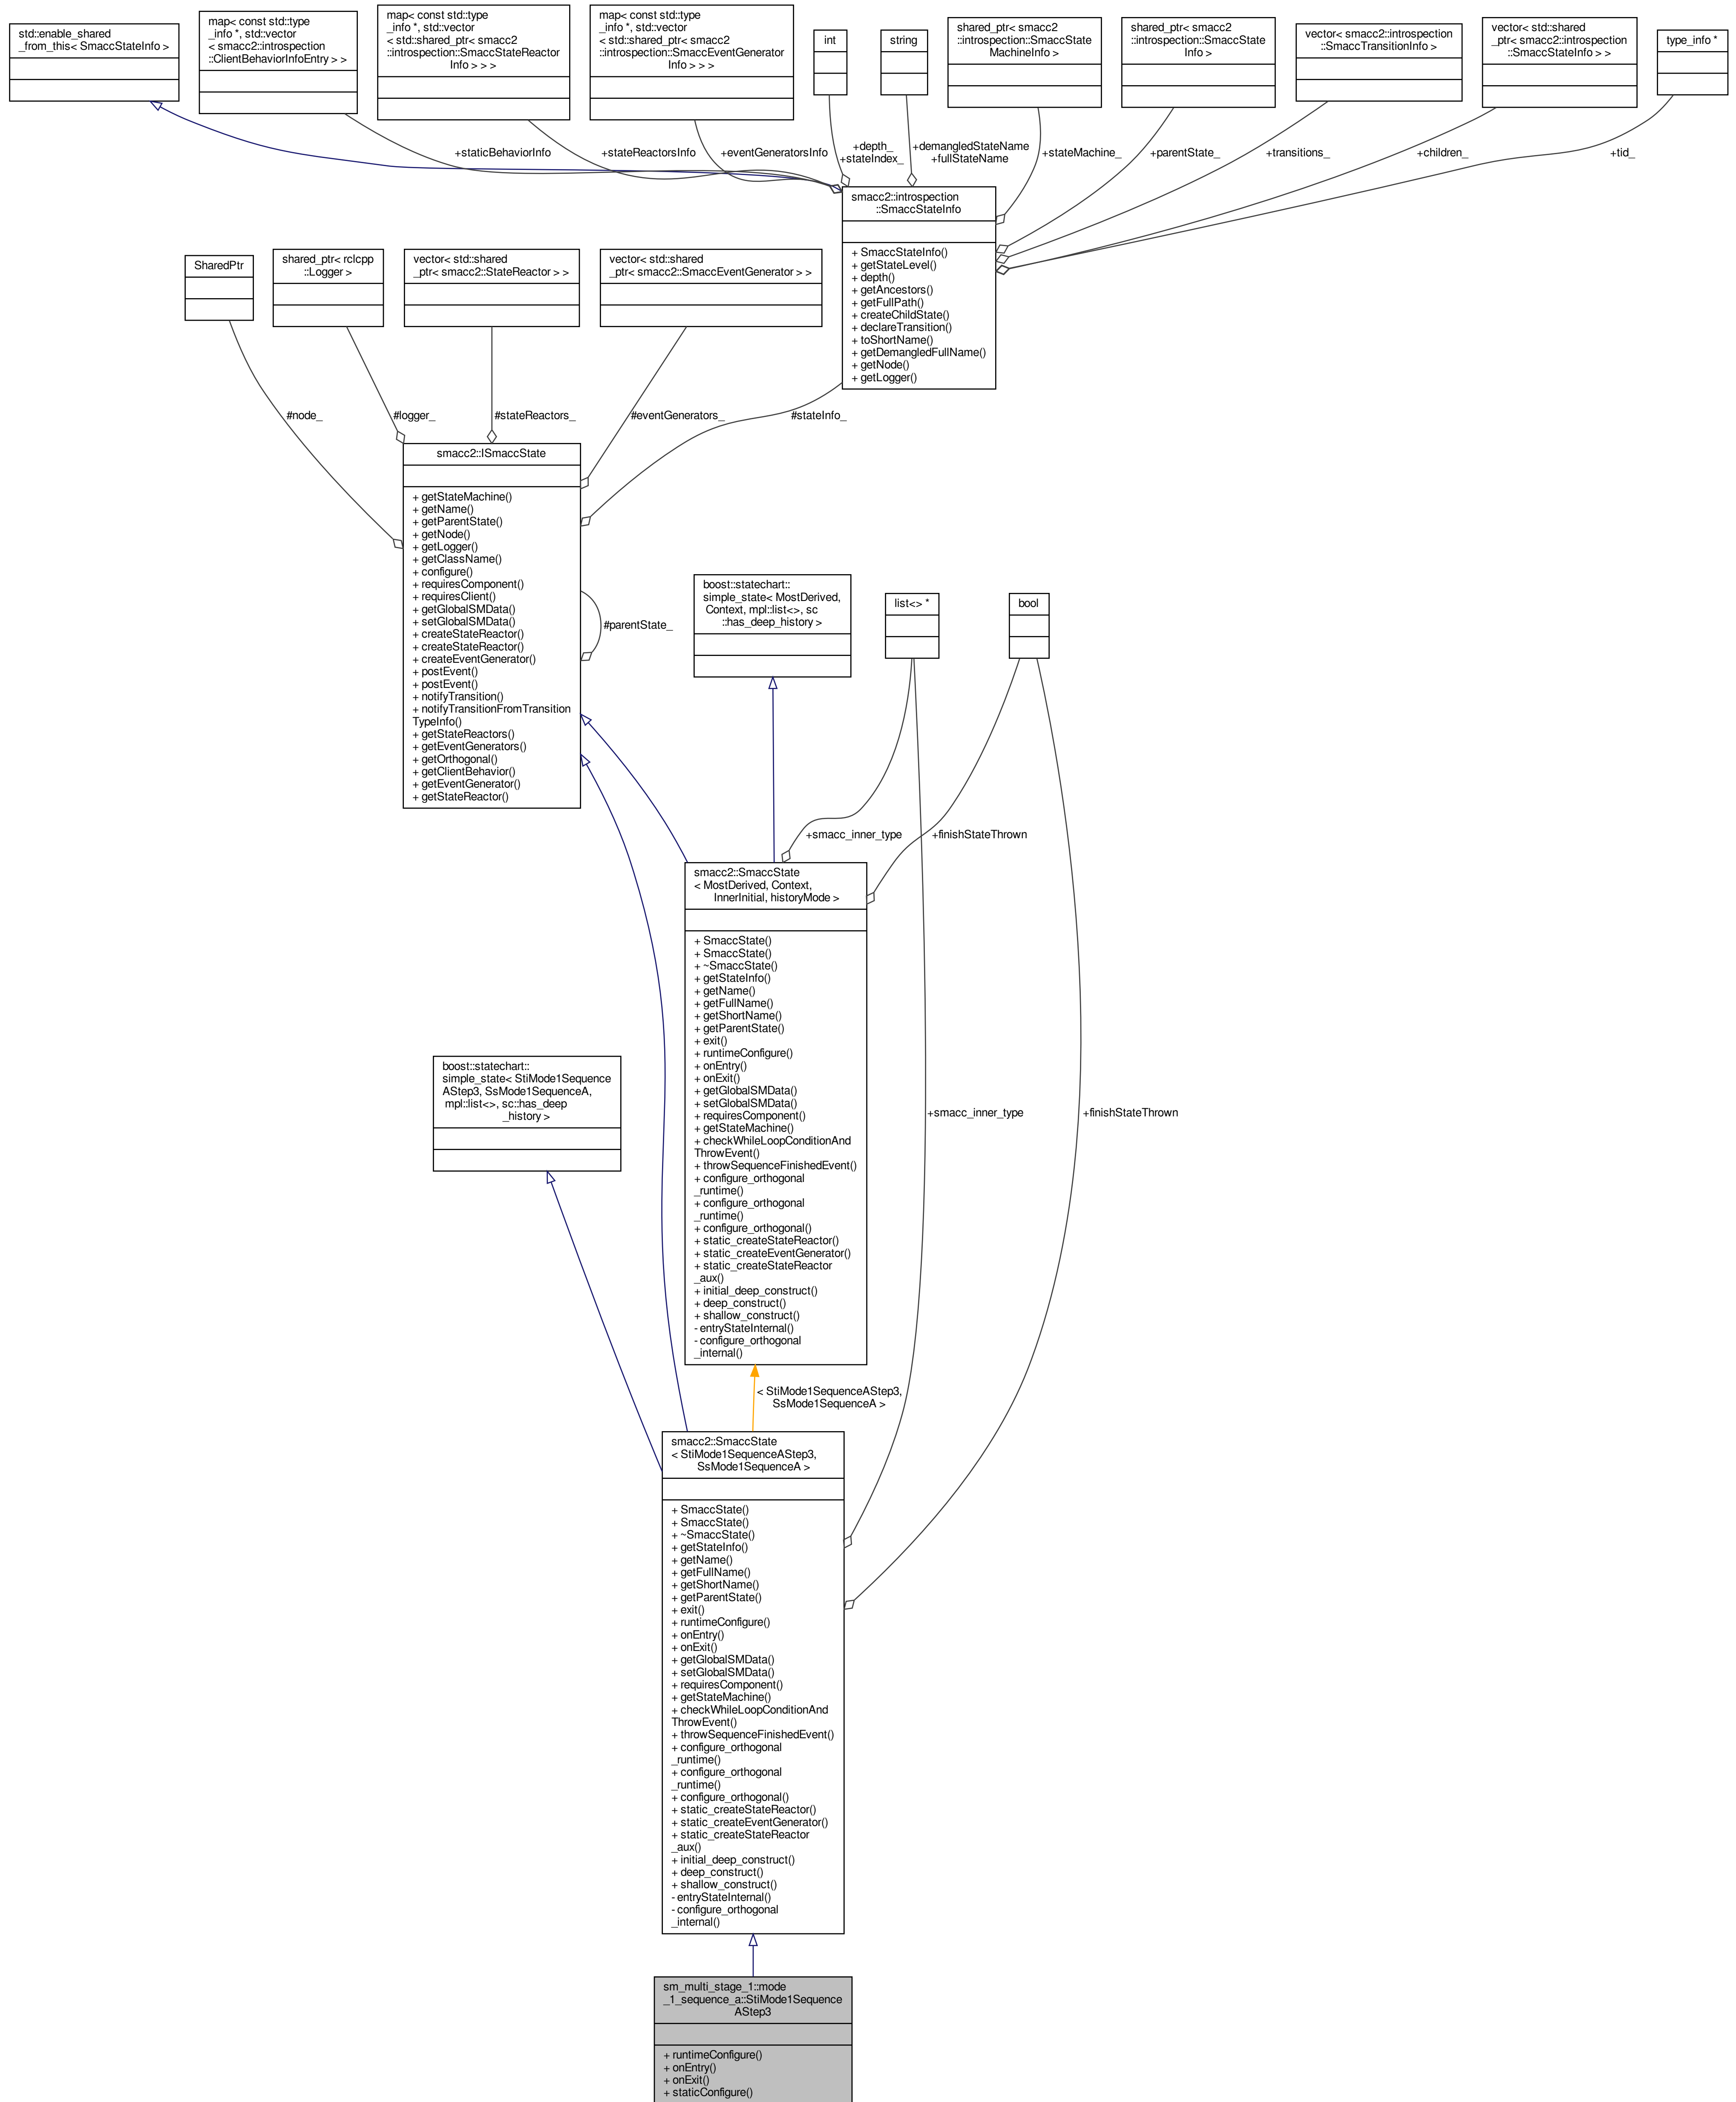 std::enable_shared
_from_this< SmaccStateInfo >
map< const std::type
_info *, std::vector
< smacc2::introspection
::ClientBehaviorInfoEntry > >
map< const std::type
_info *, std::vector
< std::shared_ptr< smacc2
::introspection::SmaccStateReactor
Info > > >
map< const std::type
_info *, std::vector
< std::shared_ptr< smacc2
::introspection::SmaccEventGenerator
Info > > >
int
string
shared_ptr< smacc2
::introspection::SmaccState
MachineInfo >
shared_ptr< smacc2
::introspection::SmaccState
Info >
vector< smacc2::introspection
::SmaccTransitionInfo >
vector< std::shared
_ptr< smacc2::introspection
::SmaccStateInfo > >
type_info *
+staticBehaviorInfo
+stateReactorsInfo
+eventGeneratorsInfo
+depth_
+stateIndex_
+demangledStateName
+fullStateName
+stateMachine_
+parentState_
+transitions_
+children_
+tid_
smacc2::introspection
::SmaccStateInfo
+ SmaccStateInfo()
+ getStateLevel()
+ depth()
+ getAncestors()
+ getFullPath()
+ createChildState()
+ declareTransition()
+ toShortName()
+ getDemangledFullName()
+ getNode()
+ getLogger()
SharedPtr
shared_ptr< rclcpp
::Logger >
vector< std::shared
_ptr< smacc2::StateReactor > >
vector< std::shared
_ptr< smacc2::SmaccEventGenerator > >
#node_
#logger_
#stateReactors_
#eventGenerators_
#stateInfo_
smacc2::ISmaccState
+ getStateMachine()
+ getName()
+ getParentState()
+ getNode()
+ getLogger()
+ getClassName()
+ configure()
+ requiresComponent()
+ requiresClient()
+ getGlobalSMData()
+ setGlobalSMData()
+ createStateReactor()
+ createStateReactor()
+ createEventGenerator()
+ postEvent()
+ postEvent()
+ notifyTransition()
+ notifyTransitionFromTransition
TypeInfo()
+ getStateReactors()
+ getEventGenerators()
+ getOrthogonal()
+ getClientBehavior()
+ getEventGenerator()
+ getStateReactor()
#parentState_
boost::statechart::
simple_state< MostDerived,
Context, mpl::list<>, sc
::has_deep_history >
list<> *
bool
+smacc_inner_type
+finishStateThrown
smacc2::SmaccState
< MostDerived, Context,
InnerInitial, historyMode >
+ SmaccState()
+ SmaccState()
+ ~SmaccState()
+ getStateInfo()
+ getName()
+ getFullName()
+ getShortName()
+ getParentState()
+ exit()
+ runtimeConfigure()
+ onEntry()
+ onExit()
+ getGlobalSMData()
+ setGlobalSMData()
+ requiresComponent()
+ getStateMachine()
+ checkWhileLoopConditionAnd
ThrowEvent()
+ throwSequenceFinishedEvent()
+ configure_orthogonal
_runtime()
+ configure_orthogonal
_runtime()
+ configure_orthogonal()
+ static_createStateReactor()
+ static_createEventGenerator()
+ static_createStateReactor
_aux()
+ initial_deep_construct()
+ deep_construct()
+ shallow_construct()
- entryStateInternal()
- configure_orthogonal
_internal()
boost::statechart::
simple_state< StiMode1Sequence
AStep3, SsMode1SequenceA,
mpl::list<>, sc::has_deep
_history >
+smacc_inner_type
+finishStateThrown
< StiMode1SequenceAStep3,
SsMode1SequenceA >
smacc2::SmaccState
< StiMode1SequenceAStep3,
SsMode1SequenceA >
+ SmaccState()
+ SmaccState()
+ ~SmaccState()
+ getStateInfo()
+ getName()
+ getFullName()
+ getShortName()
+ getParentState()
+ exit()
+ runtimeConfigure()
+ onEntry()
+ onExit()
+ getGlobalSMData()
+ setGlobalSMData()
+ requiresComponent()
+ getStateMachine()
+ checkWhileLoopConditionAnd
ThrowEvent()
+ throwSequenceFinishedEvent()
+ configure_orthogonal
_runtime()
+ configure_orthogonal
_runtime()
+ configure_orthogonal()
+ static_createStateReactor()
+ static_createEventGenerator()
+ static_createStateReactor
_aux()
+ initial_deep_construct()
+ deep_construct()
+ shallow_construct()
- entryStateInternal()
- configure_orthogonal
_internal()
sm_multi_stage_1::mode
_1_sequence_a::StiMode1Sequence
AStep3
+ runtimeConfigure()
+ onEntry()
+ onExit()
+ staticConfigure()